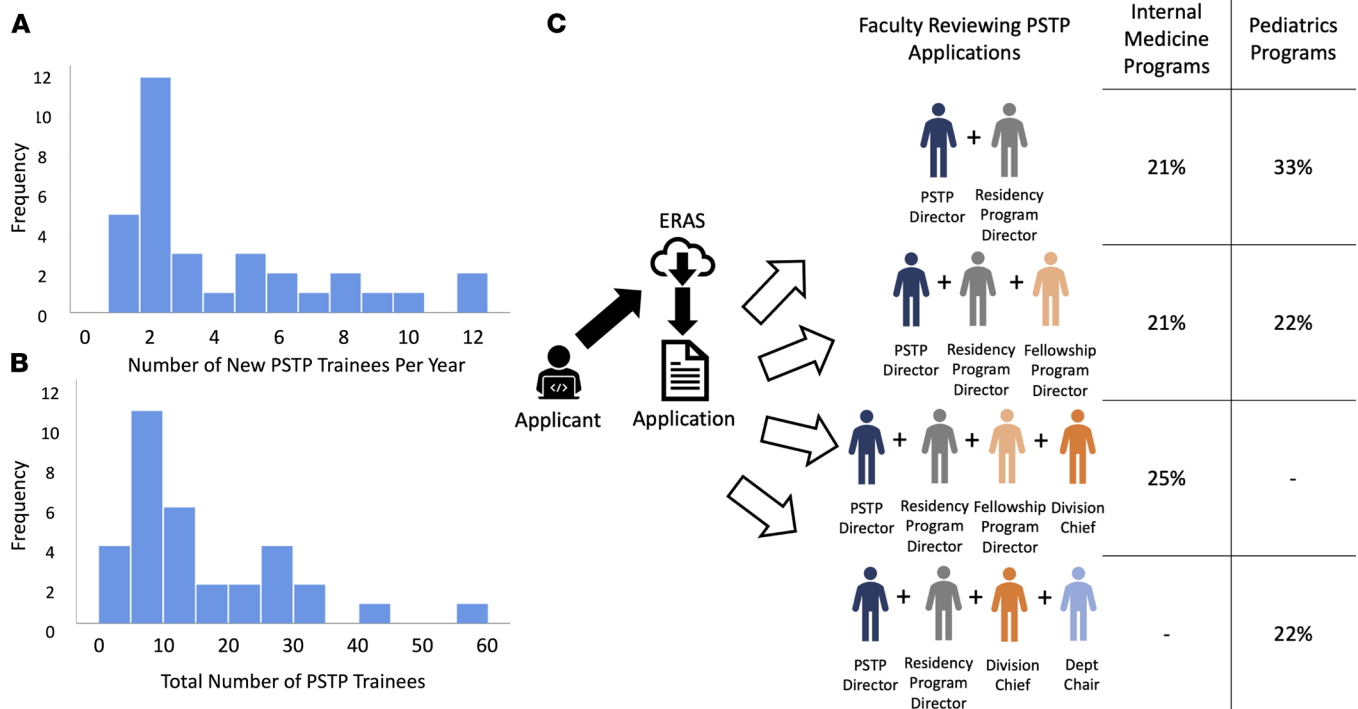 A
Frequency
12
10
8
6
4
2
0
0 2 4 6 8 10 12
Number of New PSTP Trainees Per Year
B
Frequency
12
10
8
6
4
2
0
0 10 20 30 40 50 60
Total Number of PSTP Trainees
C
Applicant
</>
ERAS
Application
Faculty Reviewing PSTP
Applications
Internal
Medicine
Programs
Pediatrics
Programs
+
PSTP
Director
Residency
Program
Director
21%
33%
+ +
PSTP
Director
Residency
Program
Director
Fellowship
Program
Director
21%
22%
+ + +
PSTP
Director
Residency
Program
Director
Fellowship
Program
Director
Division
Chief
25%
-
+ + +
PSTP
Director
Residency
Program
Director
Division
Chief
Dept
Chair
-
22%